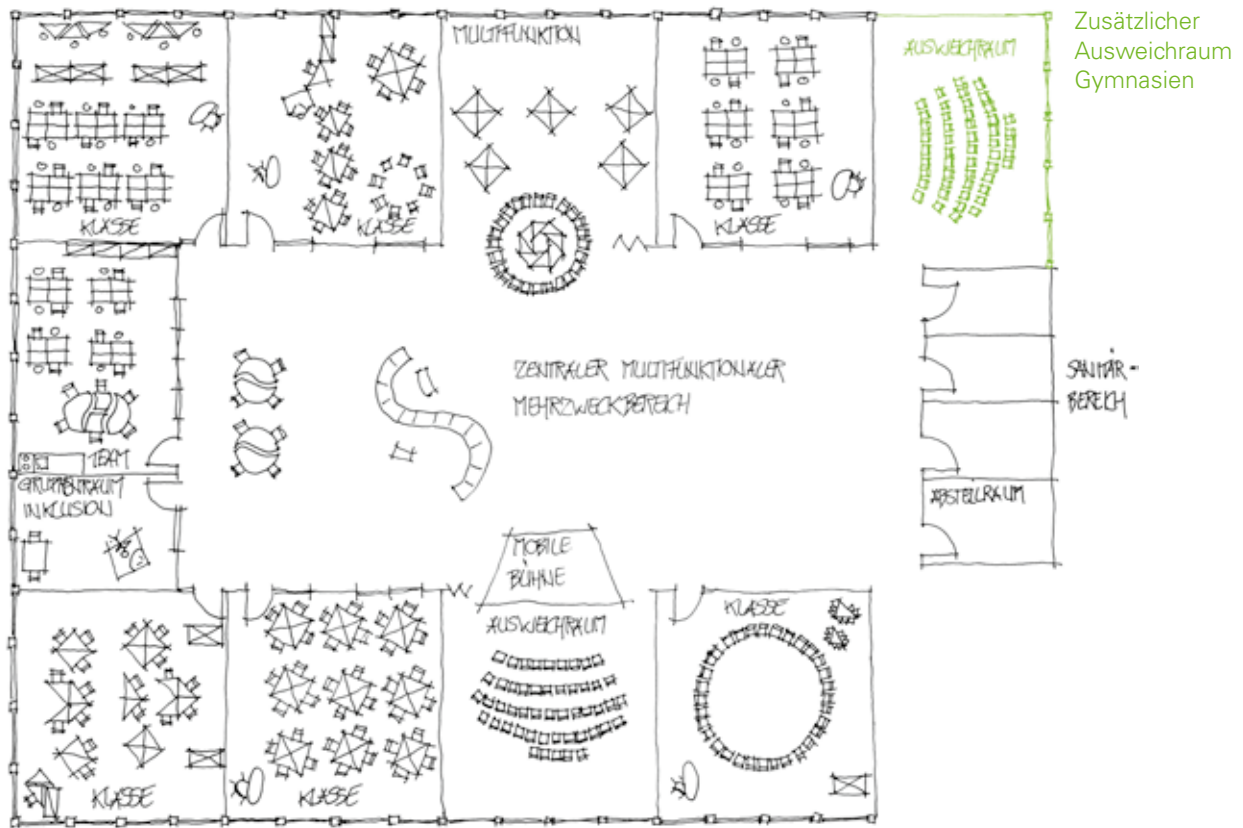 MULTIFUNKTION
Zusätzlicher
Ausweichraum
Gymnasien
AUSWEICHRAUM
KLASSE
KLASSE
KLASSE
ZENTRALER MULTIFUNKTIONALER
MEHRZWECKBEREICH
SANITÄR-
BEREICH
TEAM
GRUPPENRAUM
INKLUSION
ABSTELLRAUM
MOBILE
BÜHNE
KLASSE
AUSWEICHRAUM
KLASSE
KLASSE